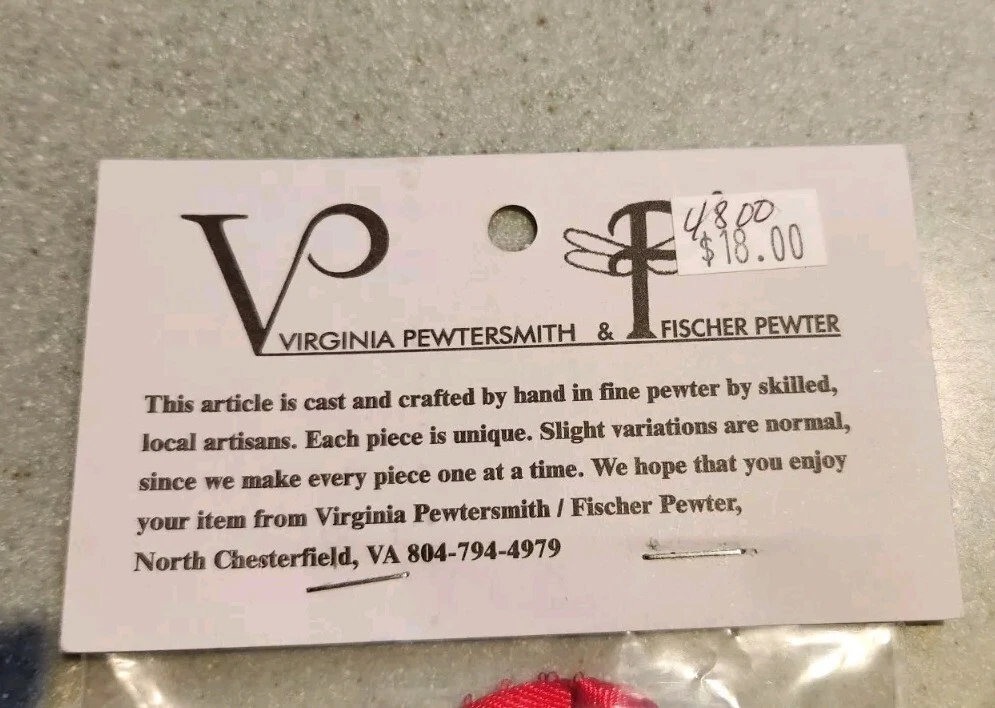 VP
F
4800
$18.00
VIRGINIA PEWTERSMITH & FISCHER PEWTER
This article is cast and crafted by hand in fine pewter by skilled,
local artisans. Each piece is unique. Slight variations are normal,
since we make every piece one at a time. We hope that you enjoy
your item from Virginia Pewtersmith / Fischer Pewter,
North Chesterfield, VA 804-794-4979